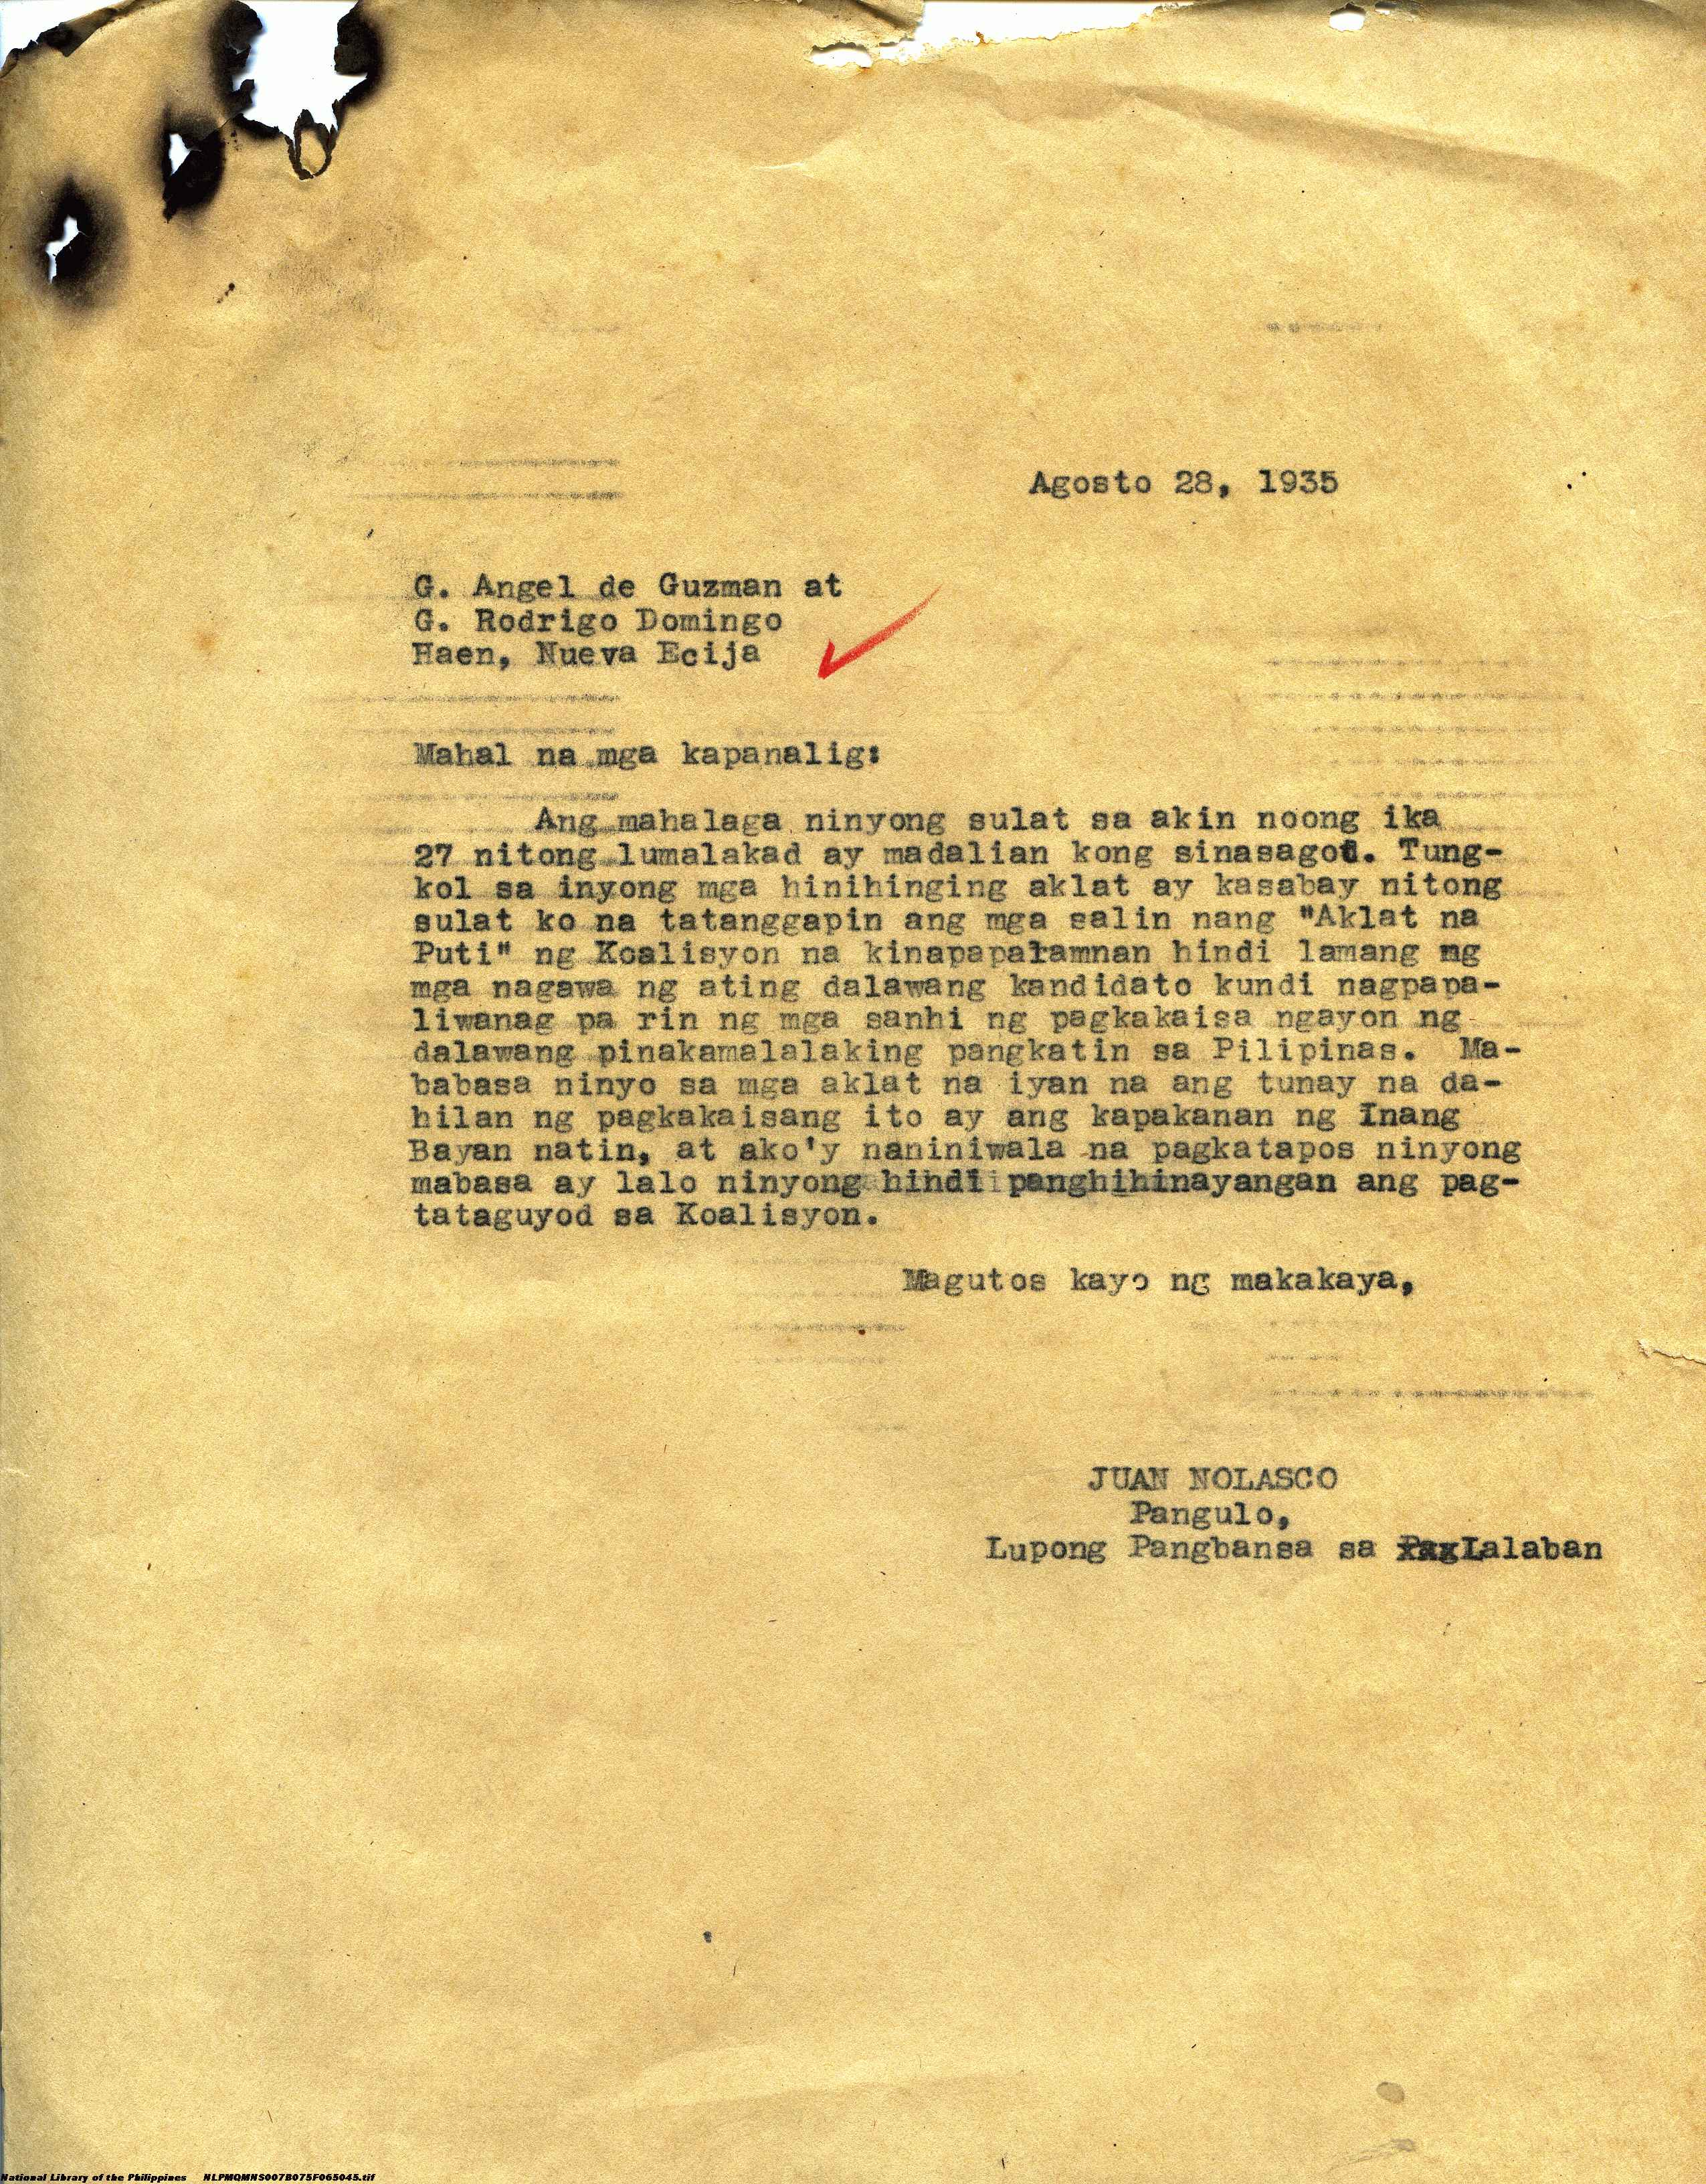 Agosto 28, 1935
G. Angel de Guzman at
G. Rodrigo Domingo
Haen, Nueva Ecija
Mahal na mga kapanalig:
Ang mahalaga ninyong sulat sa akin noong ika
27 nitong lumalakad ay madalian kong sinasagot. Tung-
kol sa inyong mga hinihinging aklat ay kasabay nitong
sulat ko na tatanggapin ang mga salin nang "Aklat na
Puti" ng Koalisyon na kinapapalamnan hindi lamang ng
mga nagawa ng ating dalawang kandidato kundi nagpapa-
liwanag pa rin ng mga sanhi ng pagkakaisa ngayon ng
dalawang pinakamalalaking pangkatin sa Pilipinas. Ma-
babasa ninyo sa mga aklat na iyan na ang tunay na da-
hilan ng pagkakaisang ito ay ang kapakanan ng Inang
Bayan natin, at ako'y naniniwala na pagkatapos ninyong
mabasa ay lalo ninyong hindi panghihinayangan ang pag-
tataguyod sa Koalisyon.
Magutos kayo ng makakaya,
JUAN NOLASCO
Pangulo,
Lupong Pangbansa sa Lalaban
National Library of the Philippines NLPMQMNS007B075F065045.tif